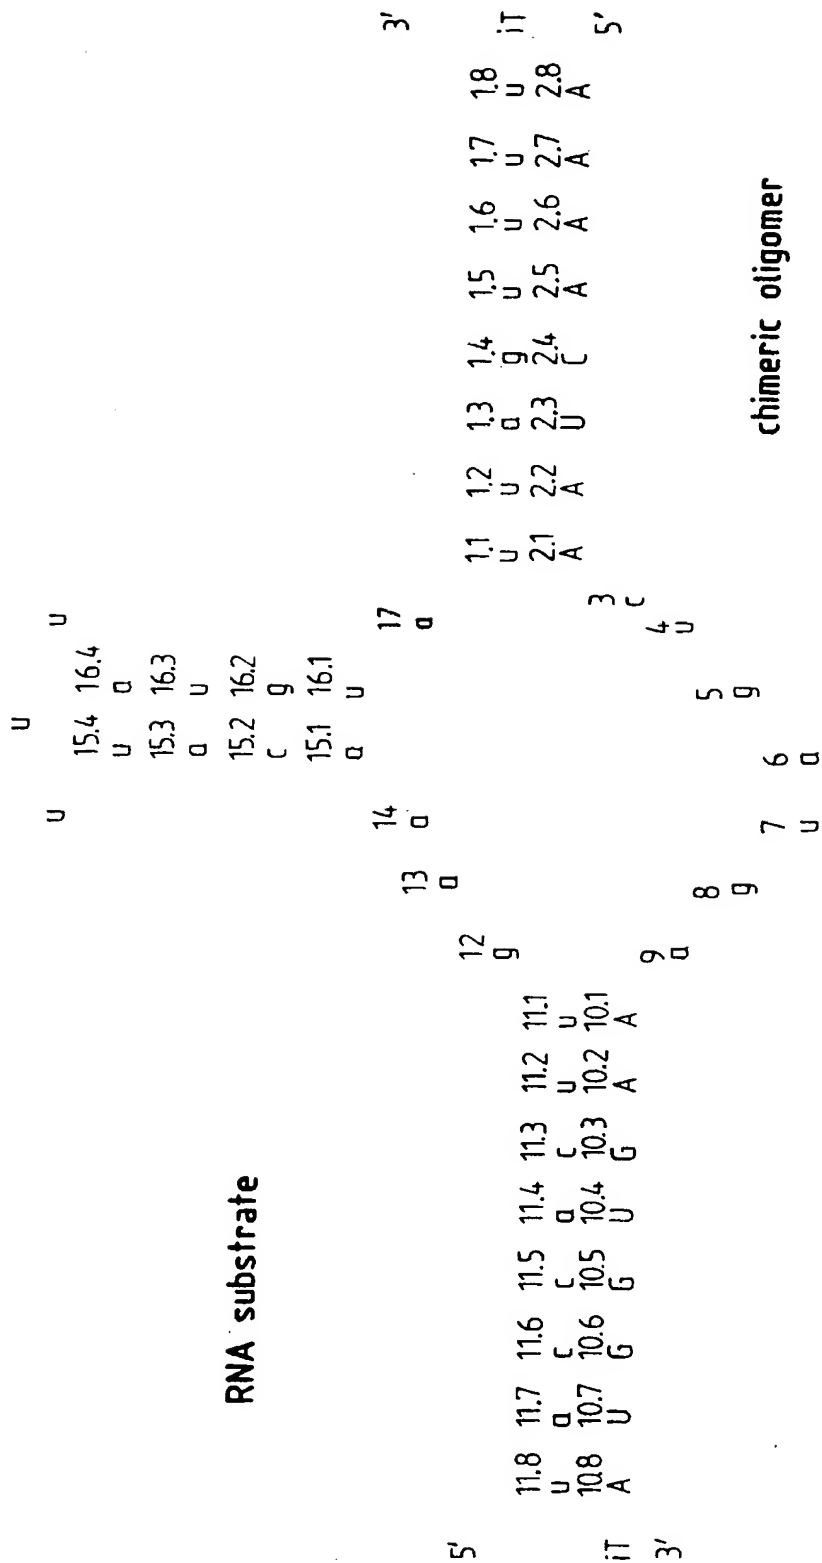 u
u u
15.4 16.4
u a
15.3 16.3
a u
RNA substrate 15.2 16.2
c g
15.1 16.1
a u
14 17 3'
a a
13
a
5' 12 1.1 1.2 1.3 1.4 1.5 1.6 1.7 1.8
g u u a g u u u u iT
11.8 11.7 11.6 11.5 11.4 11.3 11.2 11.1 2.1 2.2 2.3 2.4 2.5 2.6 2.7 2.8
u a c c a c u u A A U C A A A A
10.8 10.7 10.6 10.5 10.4 10.3 10.2 10.1 3 5'
iT A U G G U G A A c
3' 9 4
a u
8 5
g g
7 6 chimeric oligomer
u a